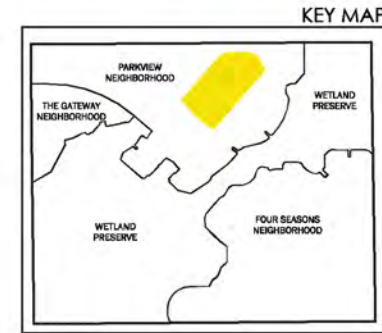 KEY MAP
PARKVIEW
NEIGHBORHOOD
THE GATEWAY
NEIGHBORHOOD
WETLAND
PRESERVE
WETLAND
PRESERVE
FOUR SEASONS
NEIGHBORHOOD